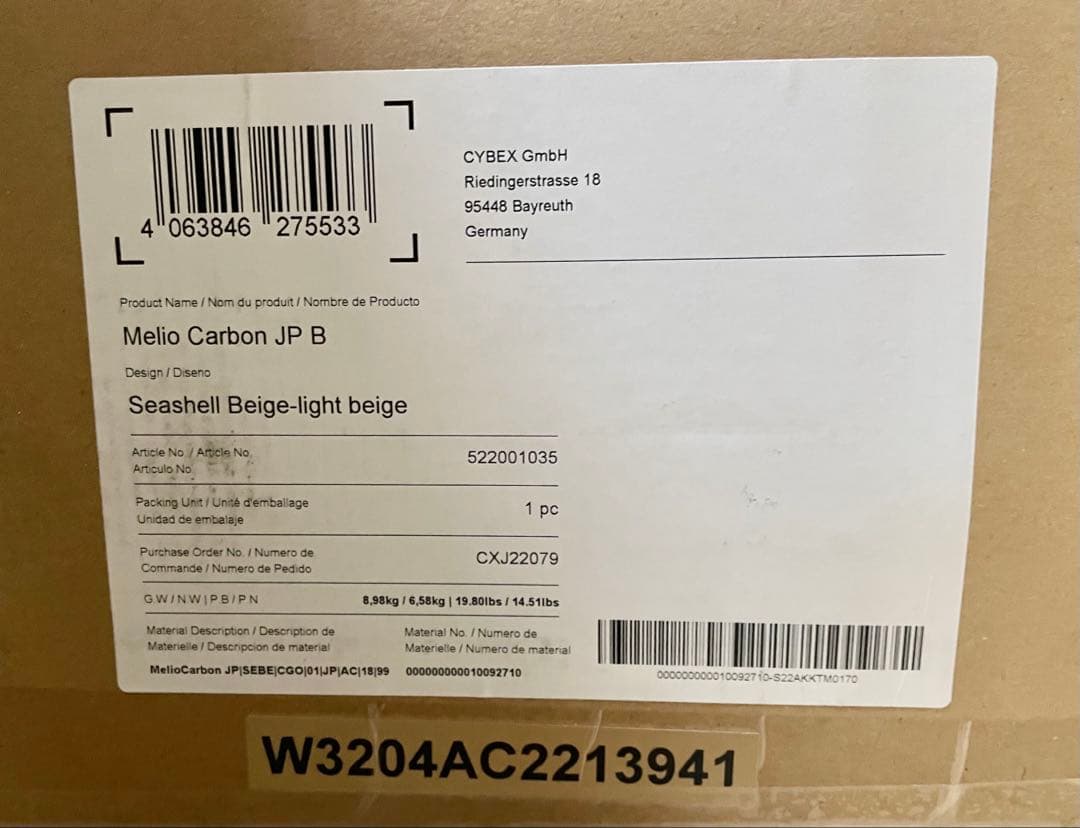 4 063846 275533
CYBEX GmbH
Riedingerstrasse 18
95448 Bayreuth
Germany
Product Name / Nom du produit / Nombre de Producto
Melio Carbon JP B
Design / Diseno
Seashell Beige-light beige
Article No. / Article No.
Articulo No.
522001035
Packing Unit / Unité d'emballage
Unidad de embalaje
1 pc
Purchase Order No. / Numero de
Commande / Numero de Pedido
CXJ22079
G.W / N.W | P.B / P.N
8,98kg / 6,58kg | 19.80lbs / 14.51lbs
Material Description / Description de
Materielle / Descripcion de material
MelioCarbon JP|SEBE|CGO|01|JP|AC|18|99
Material No. / Numero de
Materielle / Numero de material
000000000010092710
000000000010092710-S22AKKTM0170
W3204AC2213941